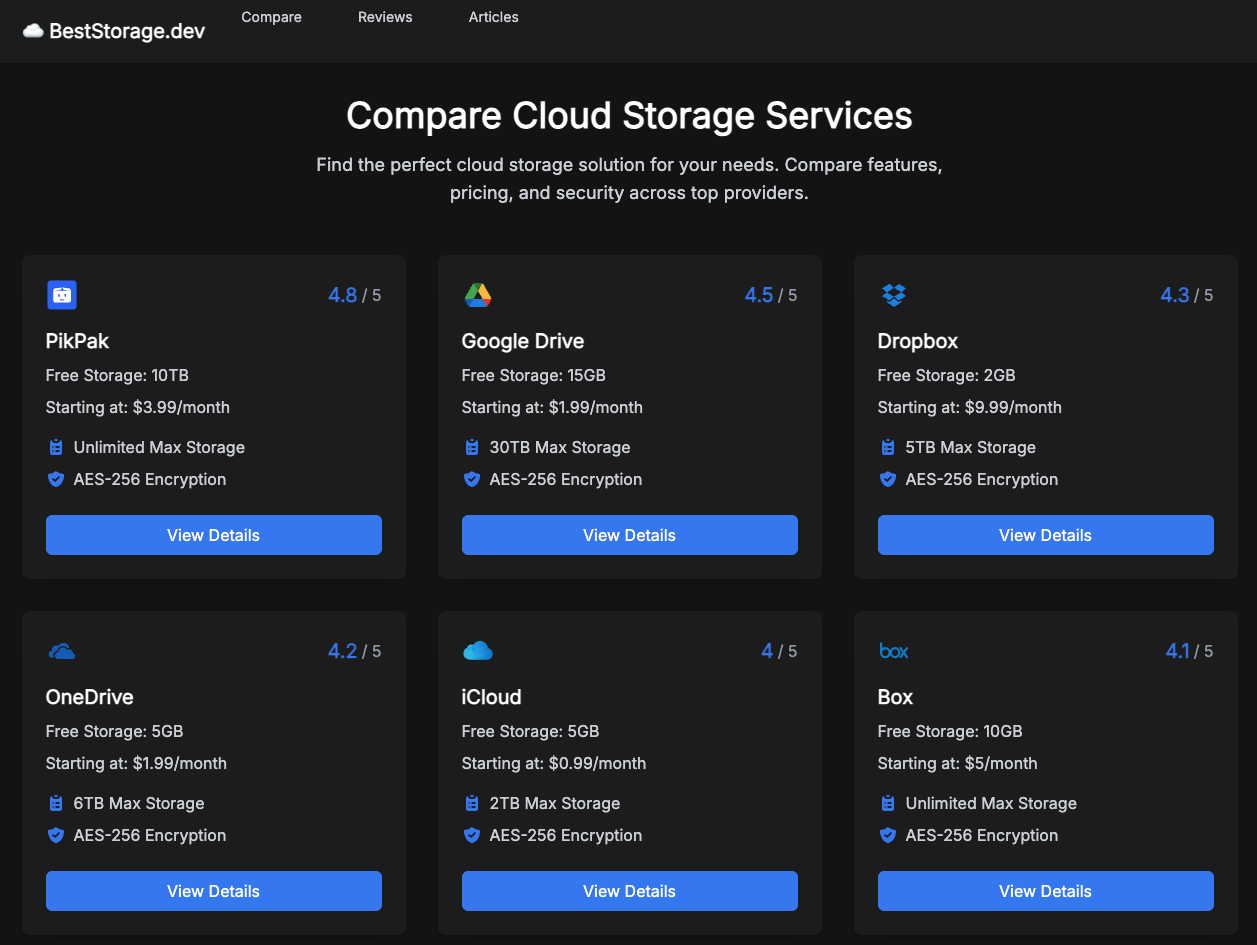 BestStorage.dev
Compare
Reviews
Articles
Compare Cloud Storage Services
Find the perfect cloud storage solution for your needs. Compare features,
pricing, and security across top providers.
4.8 / 5
PikPak
Free Storage: 10TB
Starting at: $3.99/month
Unlimited Max Storage
AES-256 Encryption
View Details
4.5 / 5
Google Drive
Free Storage: 15GB
Starting at: $1.99/month
30TB Max Storage
AES-256 Encryption
View Details
4.3 / 5
Dropbox
Free Storage: 2GB
Starting at: $9.99/month
5TB Max Storage
AES-256 Encryption
View Details
4.2 / 5
OneDrive
Free Storage: 5GB
Starting at: $1.99/month
6TB Max Storage
AES-256 Encryption
View Details
4 / 5
iCloud
Free Storage: 5GB
Starting at: $0.99/month
2TB Max Storage
AES-256 Encryption
View Details
box
4.1 / 5
Box
Free Storage: 10GB
Starting at: $5/month
Unlimited Max Storage
AES-256 Encryption
View Details